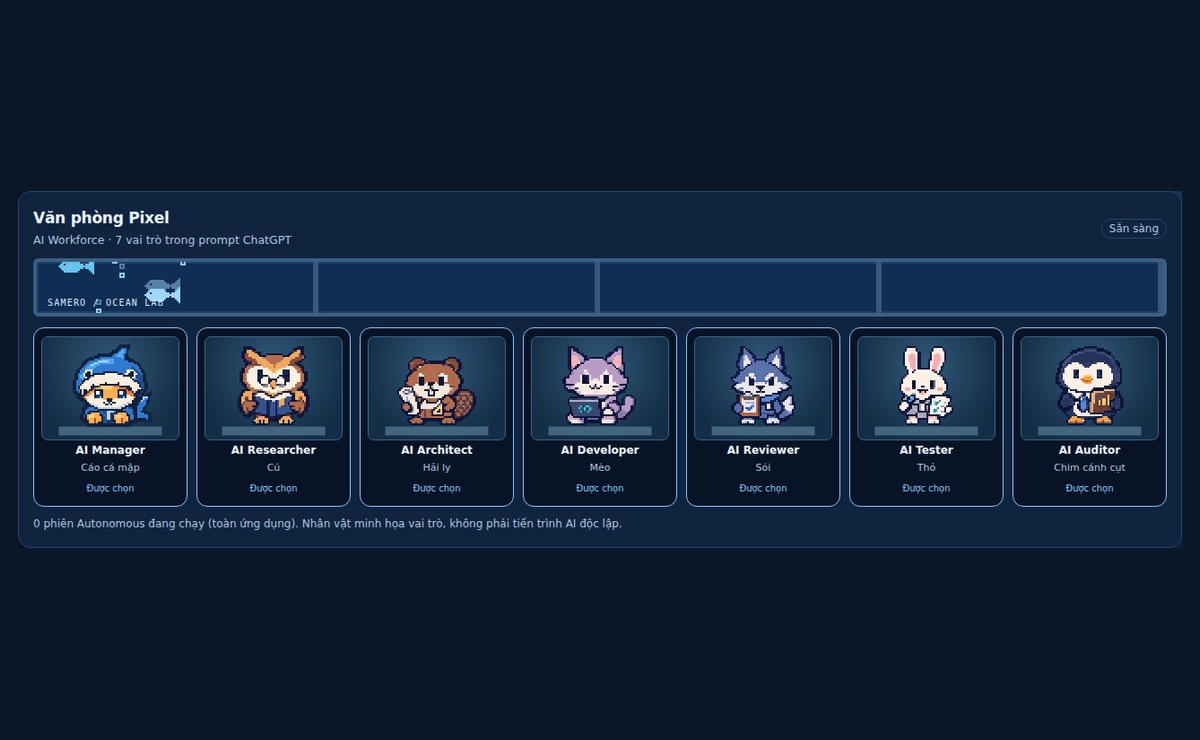 Văn phòng Pixel
AI Workforce · 7 vai trò trong prompt ChatGPT
Sẵn sàng
SAMERO / OCEAN LAB
AI Manager
Cáo cá mập
Được chọn
AI Researcher
Cú
Được chọn
AI Architect
Hải ly
Được chọn
AI Developer
Mèo
Được chọn
AI Reviewer
Sói
Được chọn
AI Tester
Thỏ
Được chọn
AI Auditor
Chim cánh cụt
Được chọn
0 phiên Autonomous đang chạy (toàn ứng dụng). Nhân vật minh họa vai trò, không phải tiến trình AI độc lập.